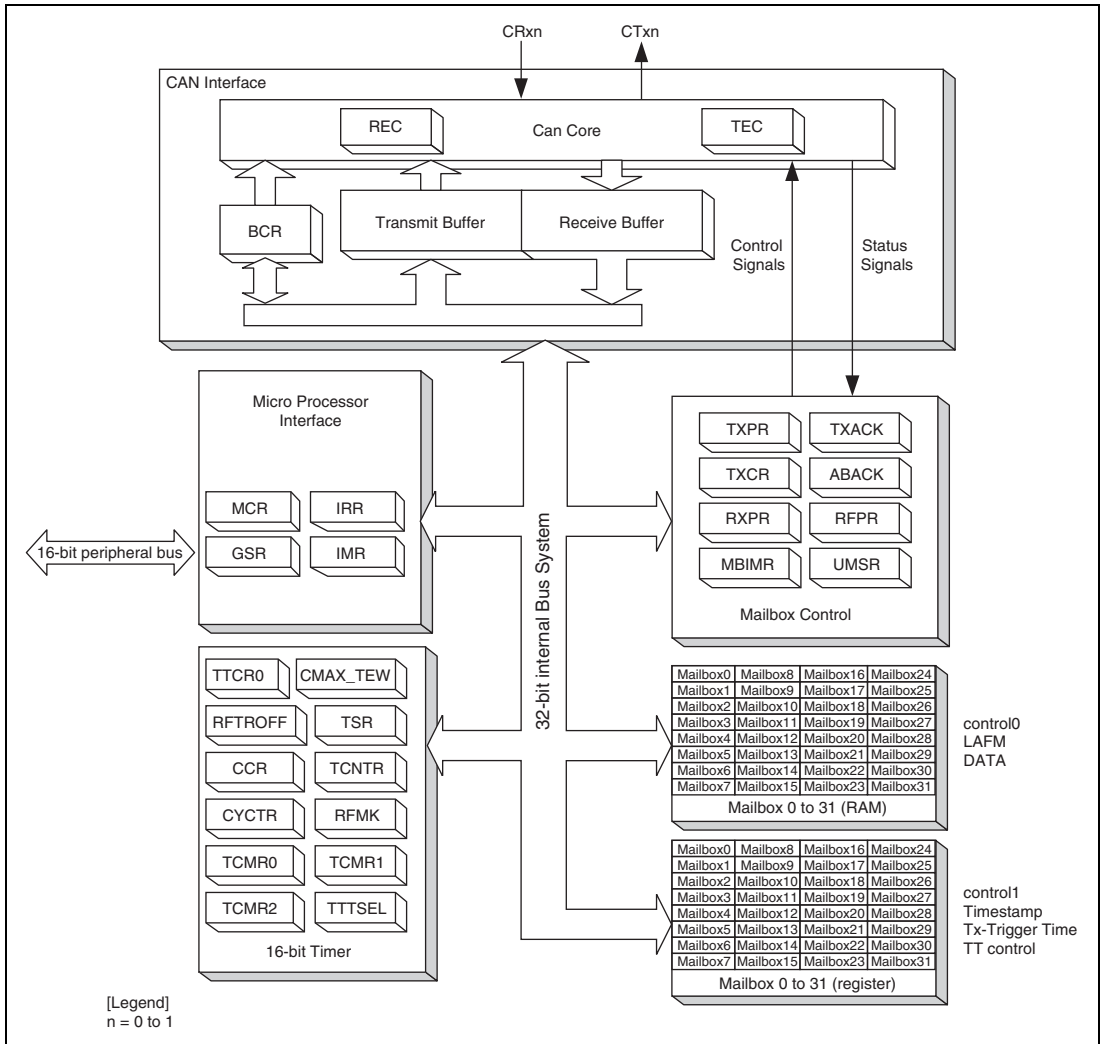 CRxn CTxn
CAN Interface
REC Can Core TEC
BCR Transmit Buffer Receive Buffer
Control Signals
Status Signals
Micro Processor
Interface
MCR IRR
GSR IMR
16-bit peripheral bus
32-bit internal Bus System
TXPR TXACK
TXCR ABACK
RXPR RFPR
MBIMR UMSR
Mailbox Control
TTCR0 CMAX_TEW
RFTROFF TSR
CCR TCNTR
CYCTR RFMK
TCMR0 TCMR1
TCMR2 TTTSEL
16-bit Timer
Mailbox0 Mailbox8 Mailbox16 Mailbox24
Mailbox1 Mailbox9 Mailbox17 Mailbox25
Mailbox2 Mailbox10 Mailbox18 Mailbox26
Mailbox3 Mailbox11 Mailbox19 Mailbox27
Mailbox4 Mailbox12 Mailbox20 Mailbox28
Mailbox5 Mailbox13 Mailbox21 Mailbox29
Mailbox6 Mailbox14 Mailbox22 Mailbox30
Mailbox7 Mailbox15 Mailbox23 Mailbox31
Mailbox 0 to 31 (RAM)
control0
LAFM
DATA
Mailbox0 Mailbox8 Mailbox16 Mailbox24
Mailbox1 Mailbox9 Mailbox17 Mailbox25
Mailbox2 Mailbox10 Mailbox18 Mailbox26
Mailbox3 Mailbox11 Mailbox19 Mailbox27
Mailbox4 Mailbox12 Mailbox20 Mailbox28
Mailbox5 Mailbox13 Mailbox21 Mailbox29
Mailbox6 Mailbox14 Mailbox22 Mailbox30
Mailbox7 Mailbox15 Mailbox23 Mailbox31
Mailbox 0 to 31 (register)
control1
Timestamp
Tx-Trigger Time
TT control
[Legend]
n = 0 to 1